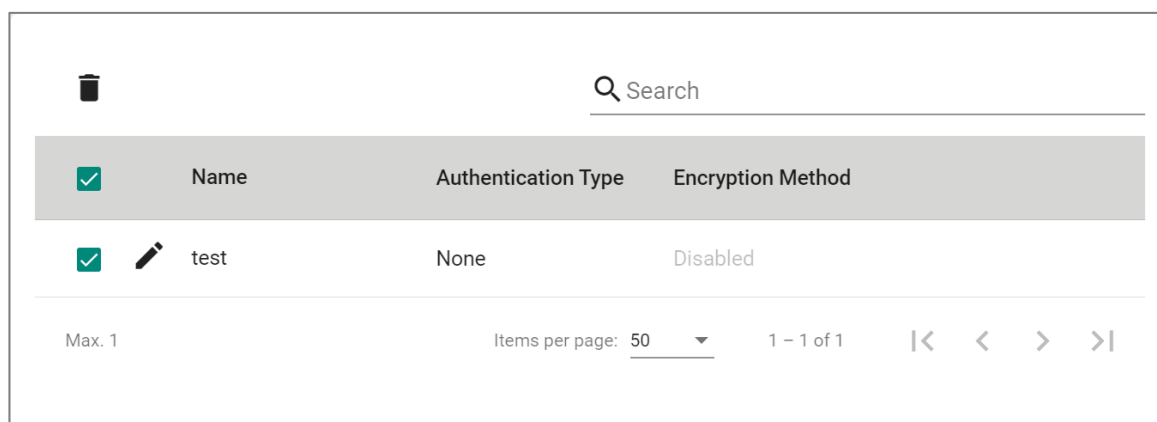 Search
Name Authentication Type Encryption Method
test None Disabled
Max. 1 Items per page: 50 1 – 1 of 1